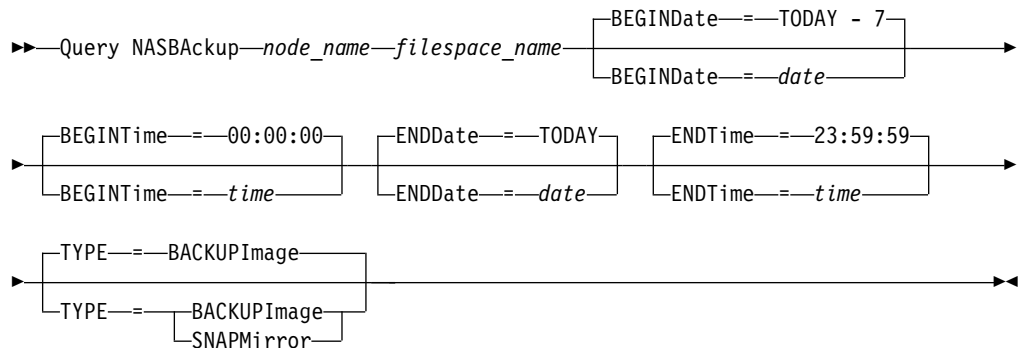 BEGINDate = TODAY - 7
Query NASBAckup node_name filespace_name
BEGINDate = date
BEGINTime = 00:00:00 ENDDate = TODAY ENDTime = 23:59:59
BEGINTime = time ENDDate = date ENDTime = time
TYPE = BACKUPImage
TYPE = BACKUPImage
SNAPMirror